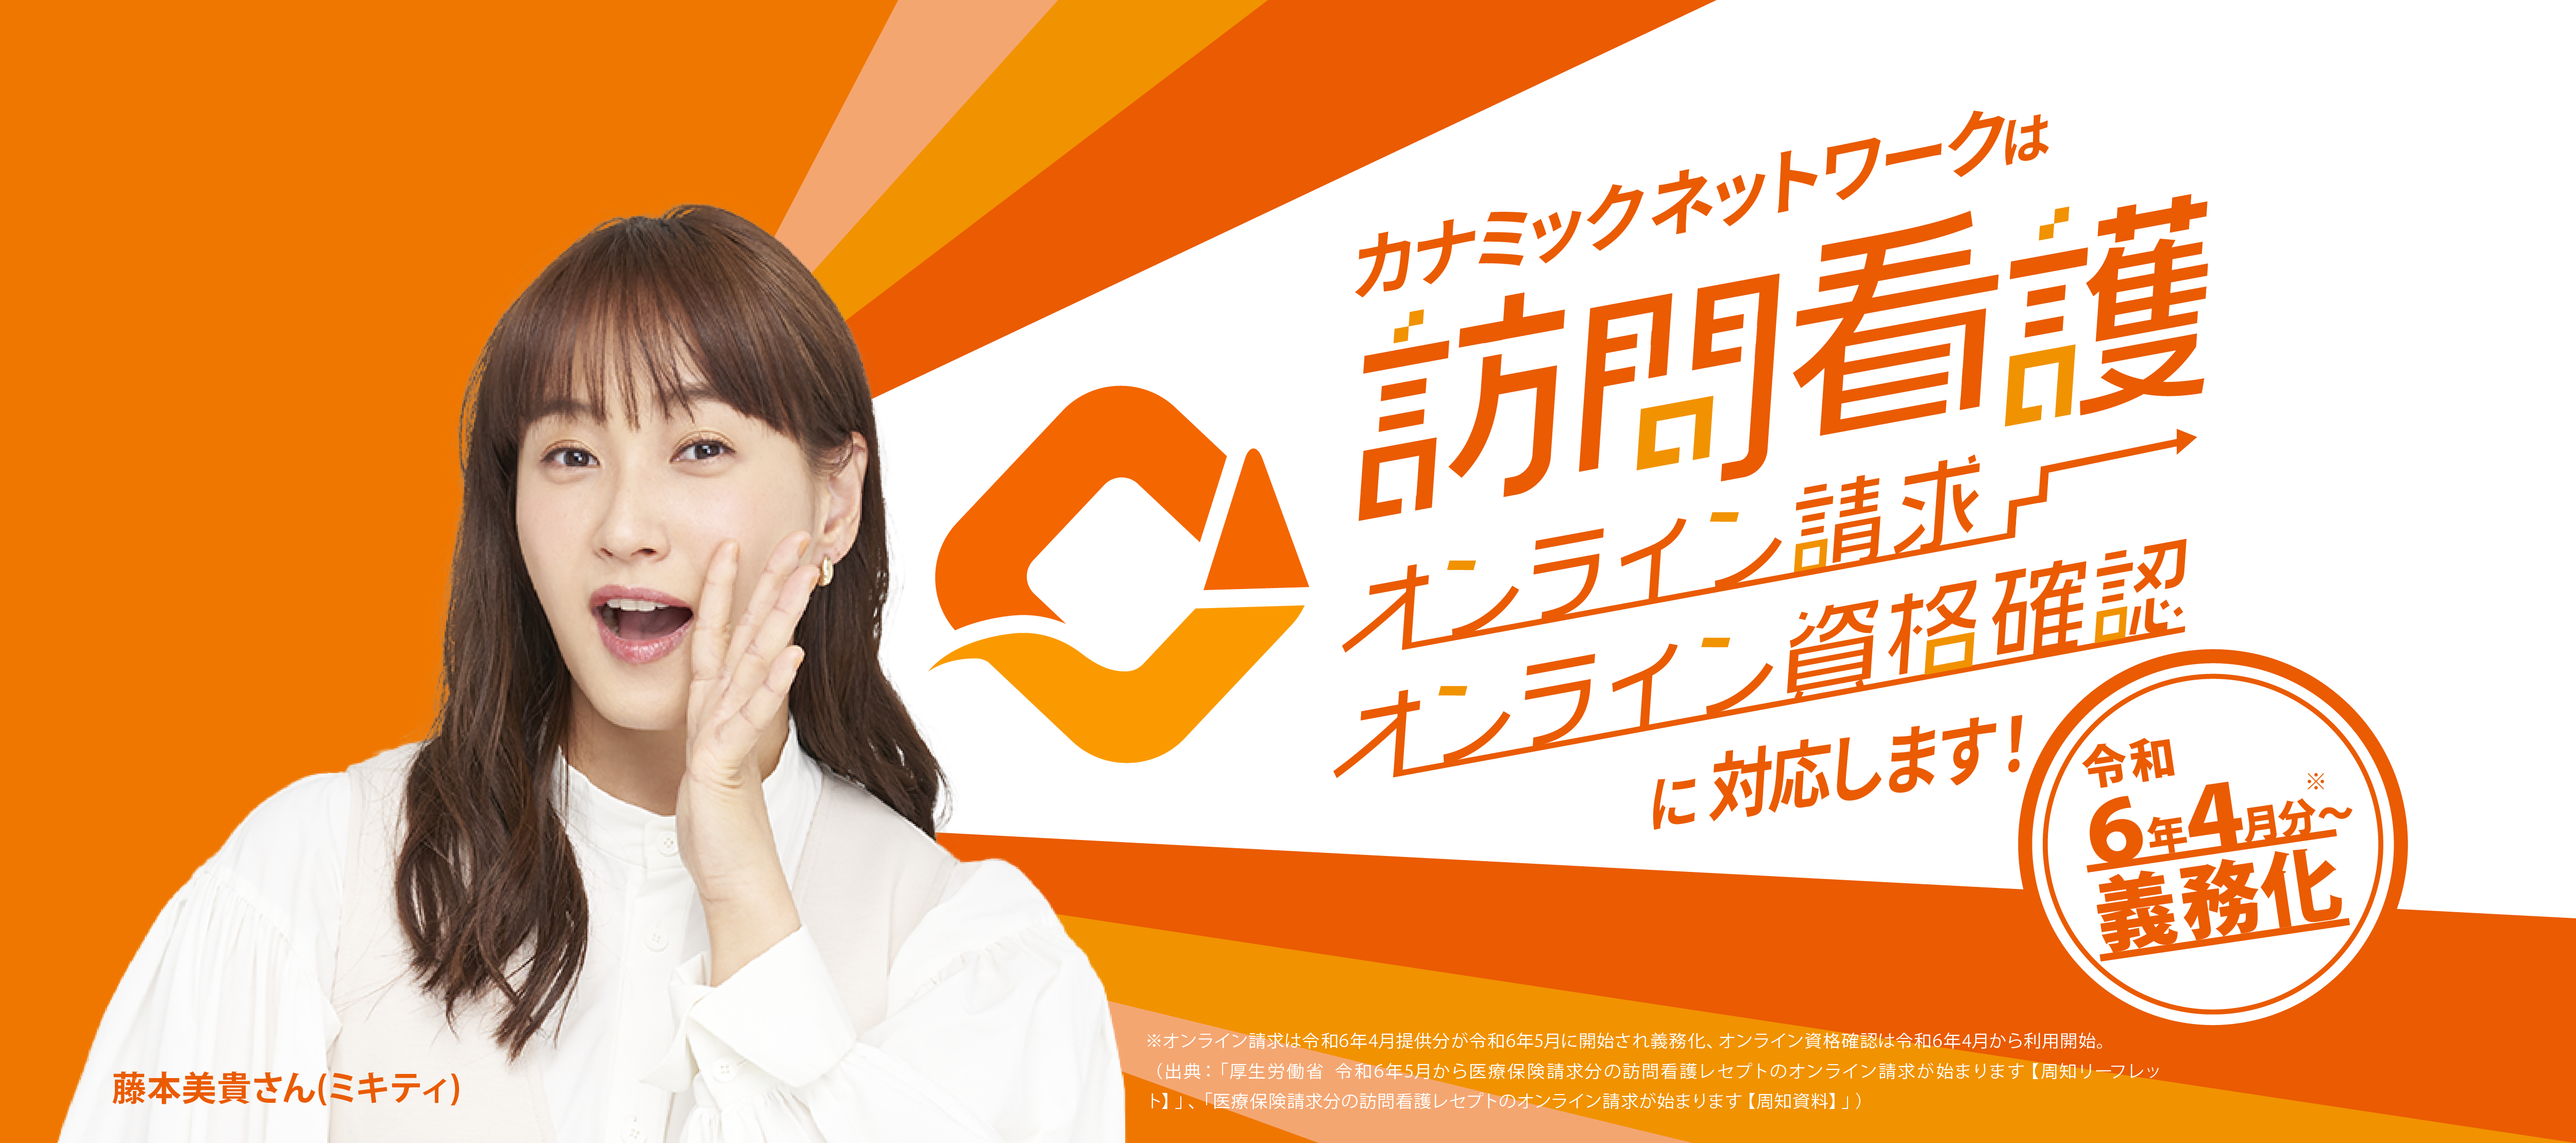 カナミックネットワークは
訪問看護
オンライン請求
オンライン資格確認
に対応します!
令和
6年4月分～※
義務化
※オンライン請求は令和6年4月提供分が令和6年5月に開始され義務化、オンライン資格確認は令和6年4月から利用開始。
（出典：「厚生労働省 令和6年5月から医療保険請求分の訪問看護レセプトのオンライン請求が始まります【周知リーフレッ
ト】」、「医療保険請求分の訪問看護レセプトのオンライン請求が始まります【周知資料】」）
藤本美貴さん(ミキティ)